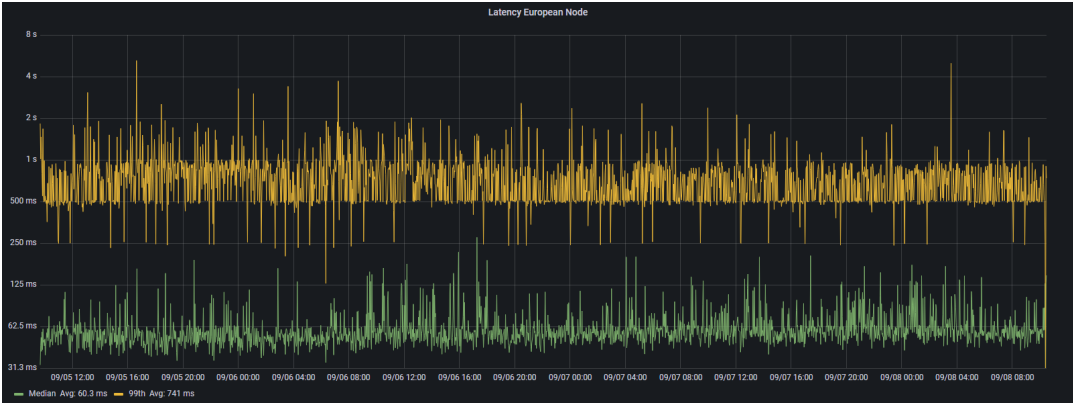 Latency European Node
8 s
4 s
2 s
1 s
500 ms
250 ms
125 ms
62.5 ms
31.3 ms
09/05 12:00 09/05 16:00 09/05 20:00 09/06 00:00 09/06 04:00 09/06 08:00 09/06 12:00 09/06 16:00 09/06 20:00 09/07 00:00 09/07 04:00 09/07 08:00 09/07 12:00 09/07 16:00 09/07 20:00 09/08 00:00 09/08 04:00 09/08 08:00
Median Avg: 60.3 ms 99th Avg: 741 ms